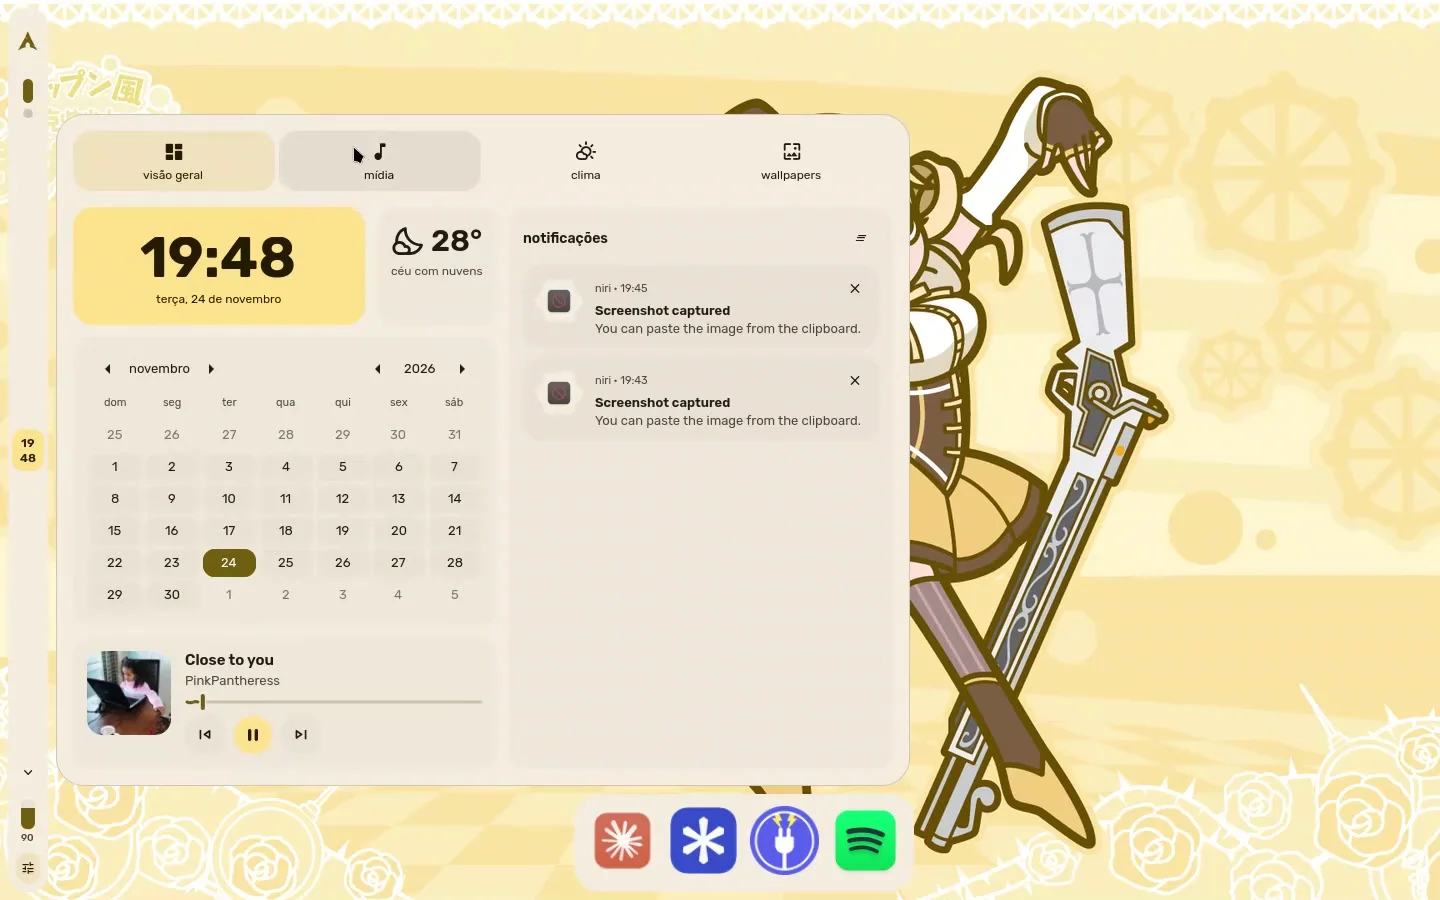 プン風
visão geral
mídia
clima
wallpapers
19:48
terça, 24 de novembro
28°
céu com nuvens
notificações
niri • 19:45
Screenshot captured
You can paste the image from the clipboard.
niri • 19:43
Screenshot captured
You can paste the image from the clipboard.
novembro
2026
dom seg ter qua qui sex sáb
25 26 27 28 29 30 31
1 2 3 4 5 6 7
8 9 10 11 12 13 14
15 16 17 18 19 20 21
22 23 24 25 26 27 28
29 30 1 2 3 4 5
Close to you
PinkPantheress
19
48
90